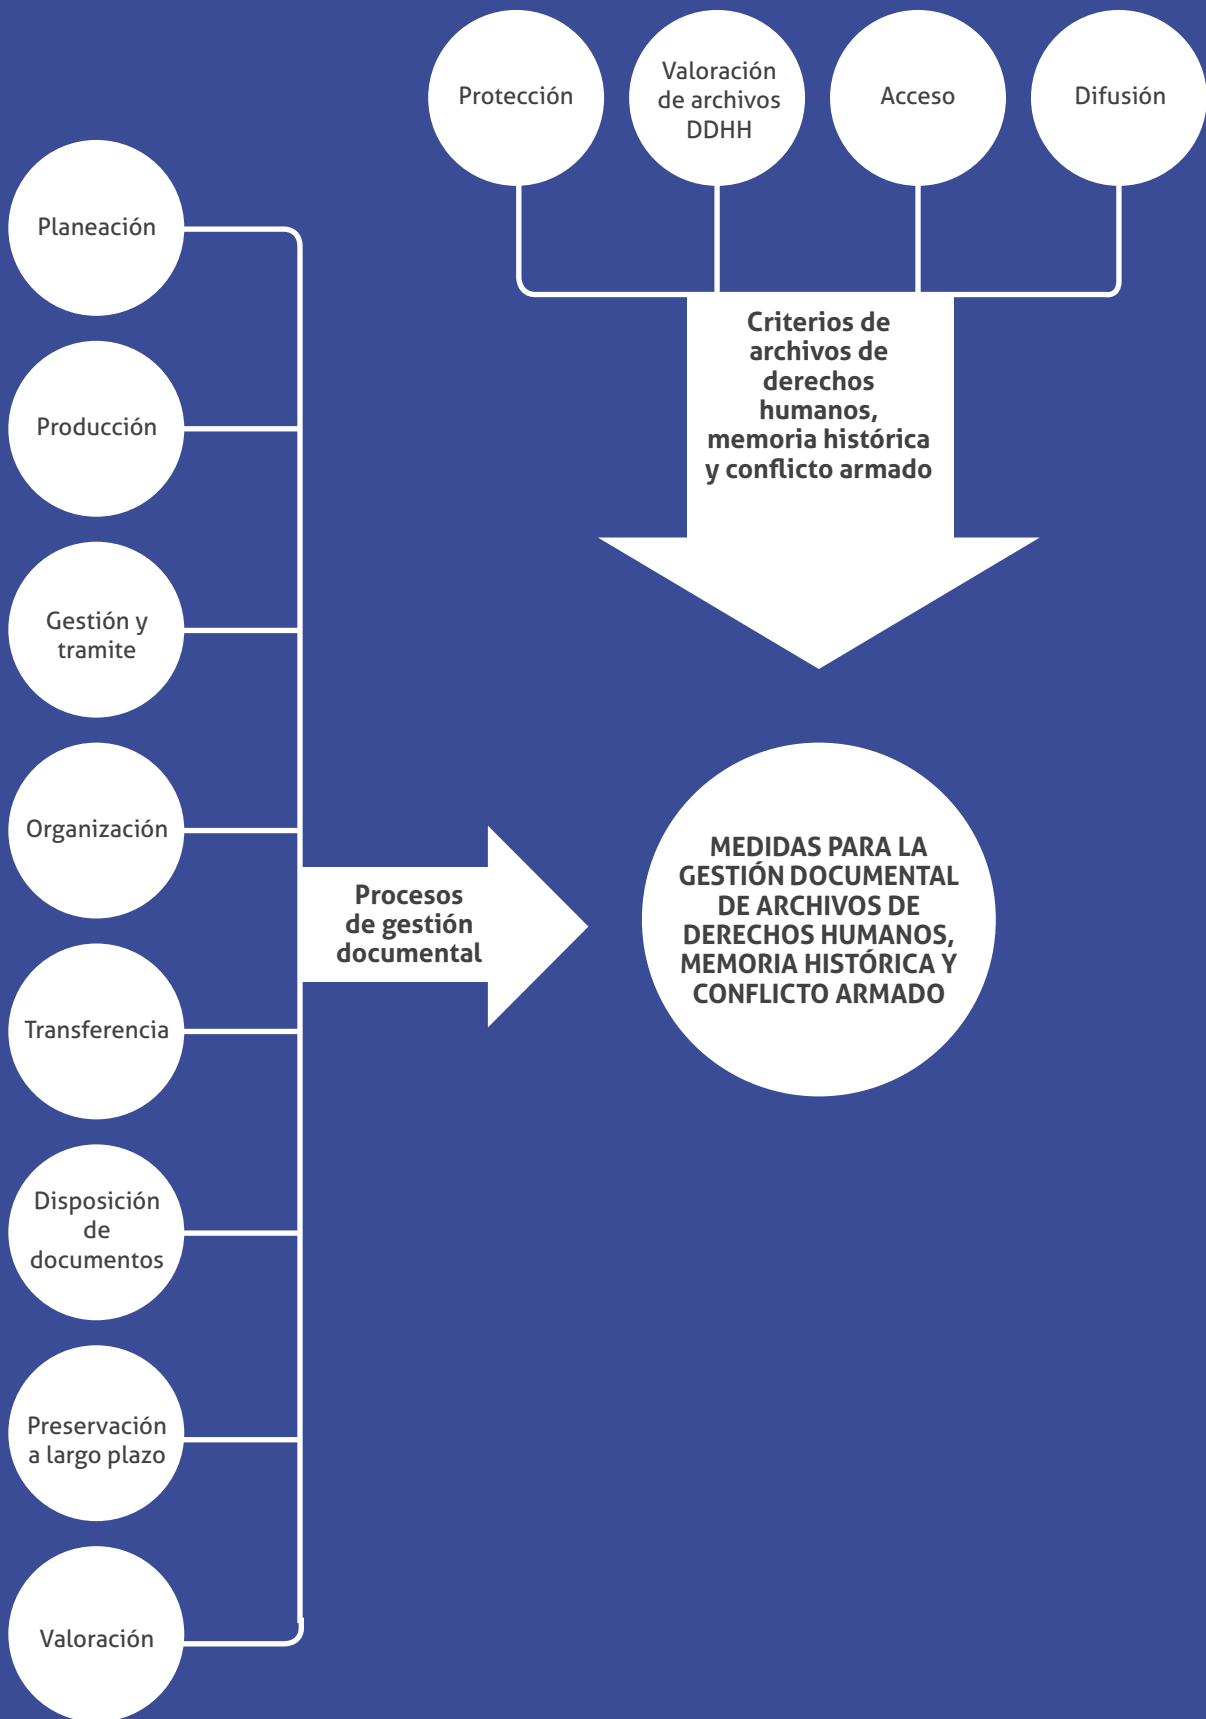 Protección
Valoración
de archivos
DDHH
Acceso
Difusión
Criterios de
archivos de
derechos
humanos,
memoria histórica
y conflicto armado
Planeación
Producción
Gestión y
tramite
Organización
Transferencia
Disposición
de
documentos
Preservación
a largo plazo
Valoración
Procesos
de gestión
documental
MEDIDAS PARA LA
GESTIÓN DOCUMENTAL
DE ARCHIVOS DE
DERECHOS HUMANOS,
MEMORIA HISTÓRICA Y
CONFLICTO ARMADO